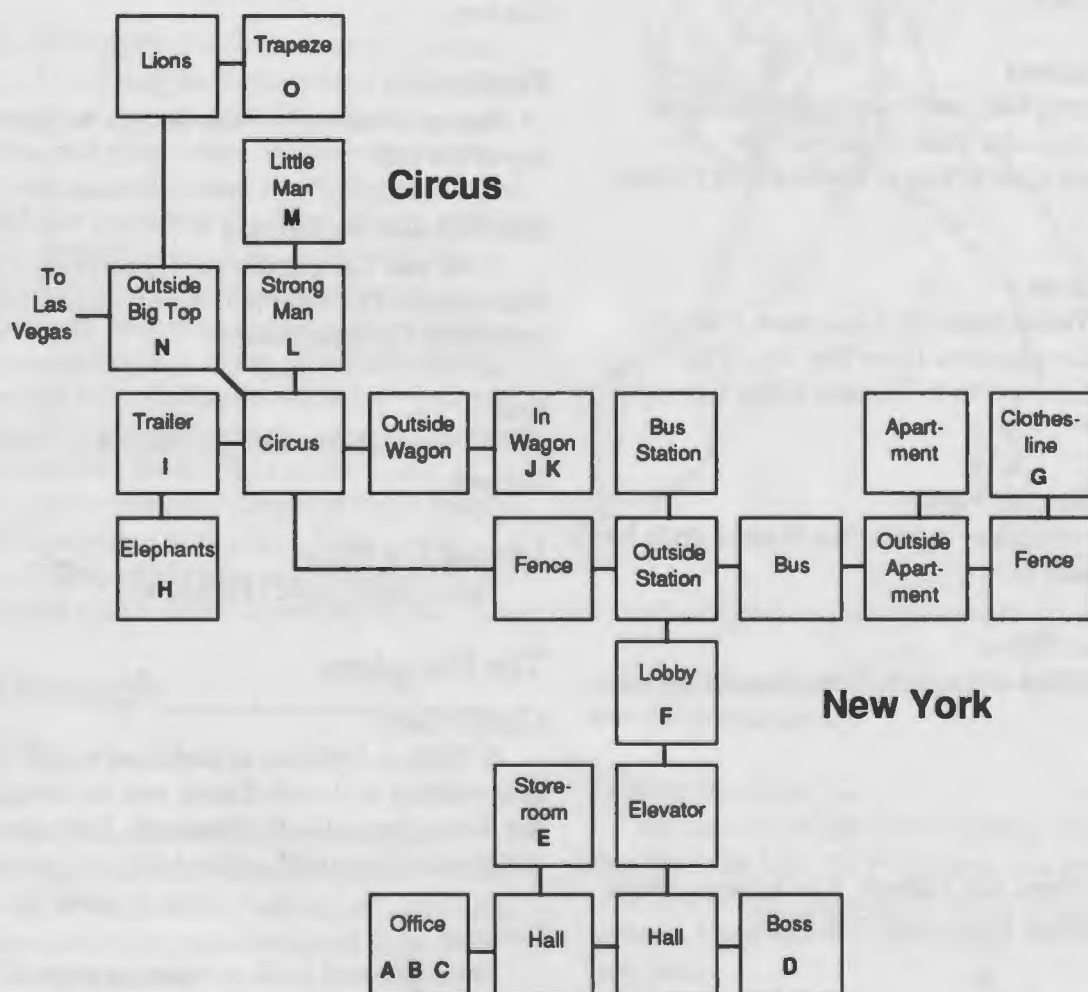 Lions
Trapeze
O
Little
Man
M
Circus
To
Las
Vegas
Outside
Big Top
N
Strong
Man
L
Trailer
I
Circus
Outside
Wagon
In
Wagon
J K
Bus
Station
Apart-
ment
Clothes-
line
G
Elephants
H
Fence
Outside
Station
Bus
Outside
Apart-
ment
Fence
Lobby
F
New York
Store-
room
E
Elevator
Office
A B C
Hall
Hall
Boss
D